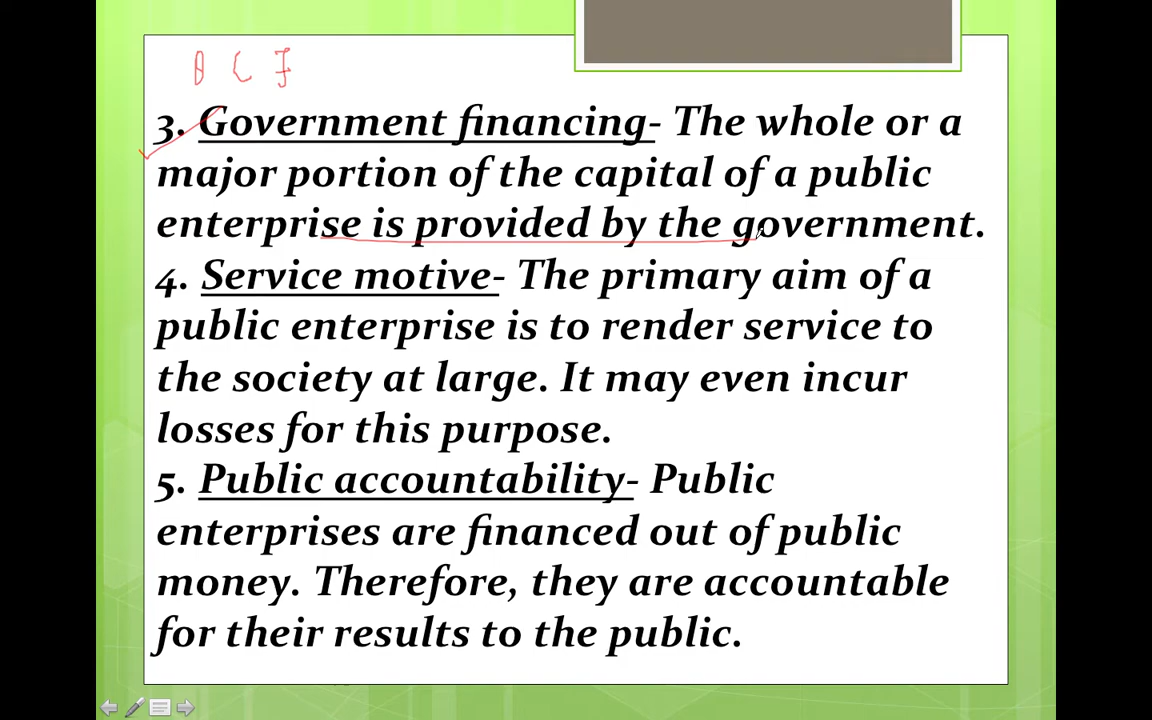 3. Government financing- The whole or a
major portion of the capital of a public
enterprise is provided by the government.
4. Service motive- The primary aim of a
public enterprise is to render service to
the society at large. It may even incur
losses for this purpose.
5. Public accountability- Public
enterprises are financed out of public
money. Therefore, they are accountable
for their results to the public.